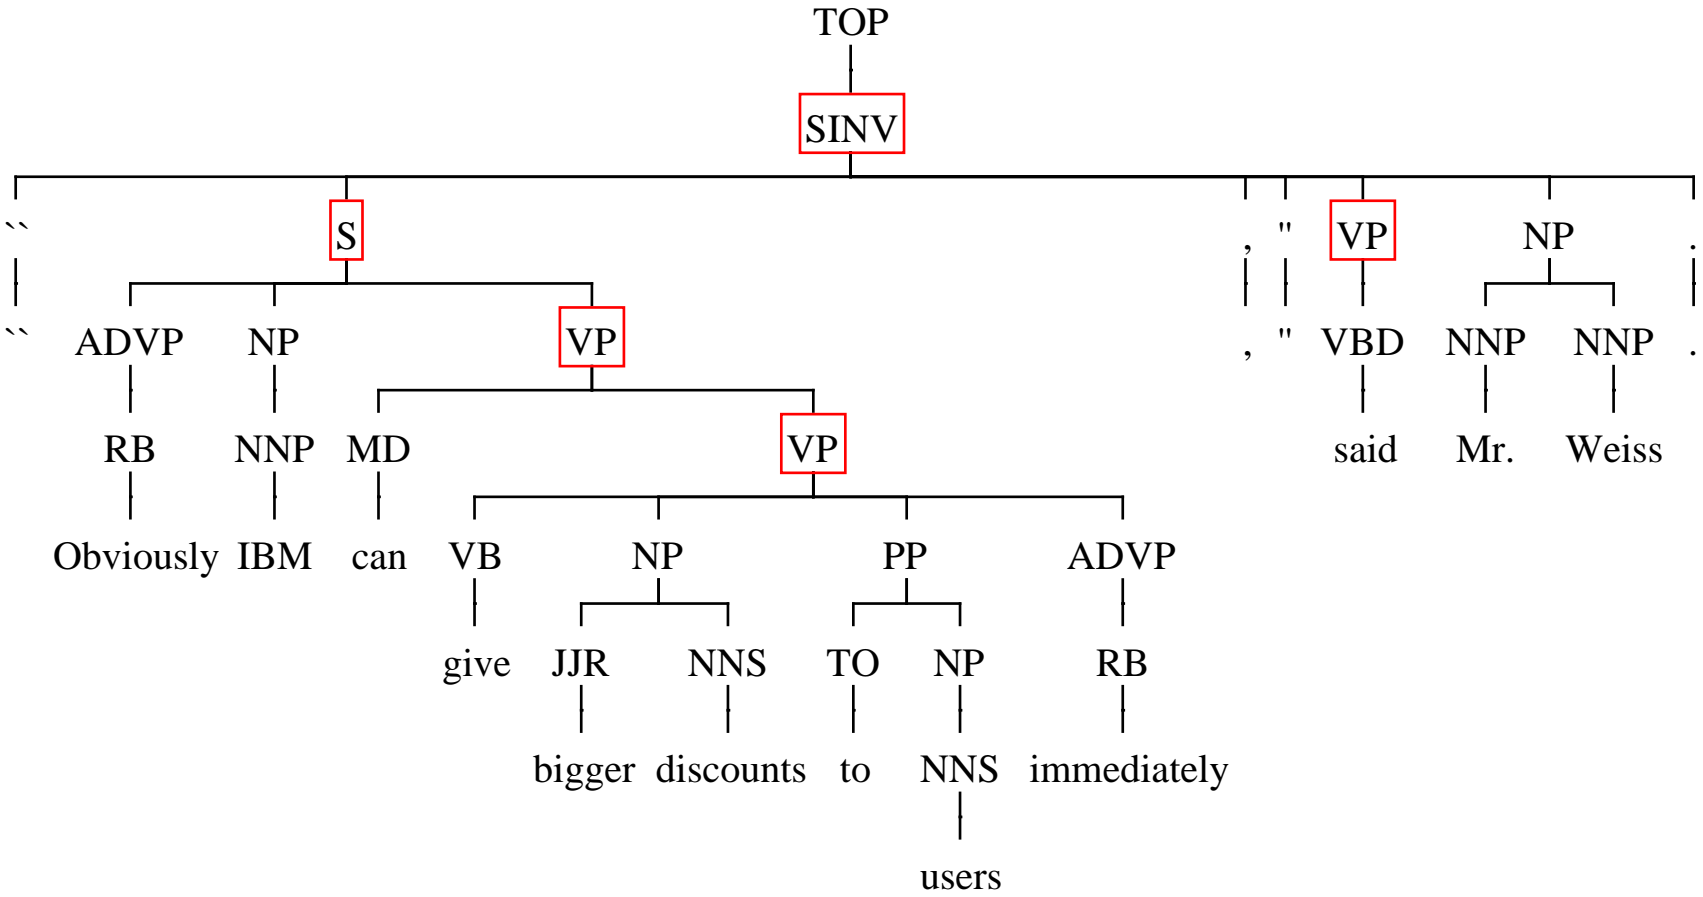 TOP
SINV
`` S , " VP NP .
`` ADVP NP VP , " VBD NNP NNP .
RB NNP MD VP said Mr. Weiss
Obviously IBM can VB NP PP ADVP
give JJR NNS TO NP RB
bigger discounts to NNS immediately
users